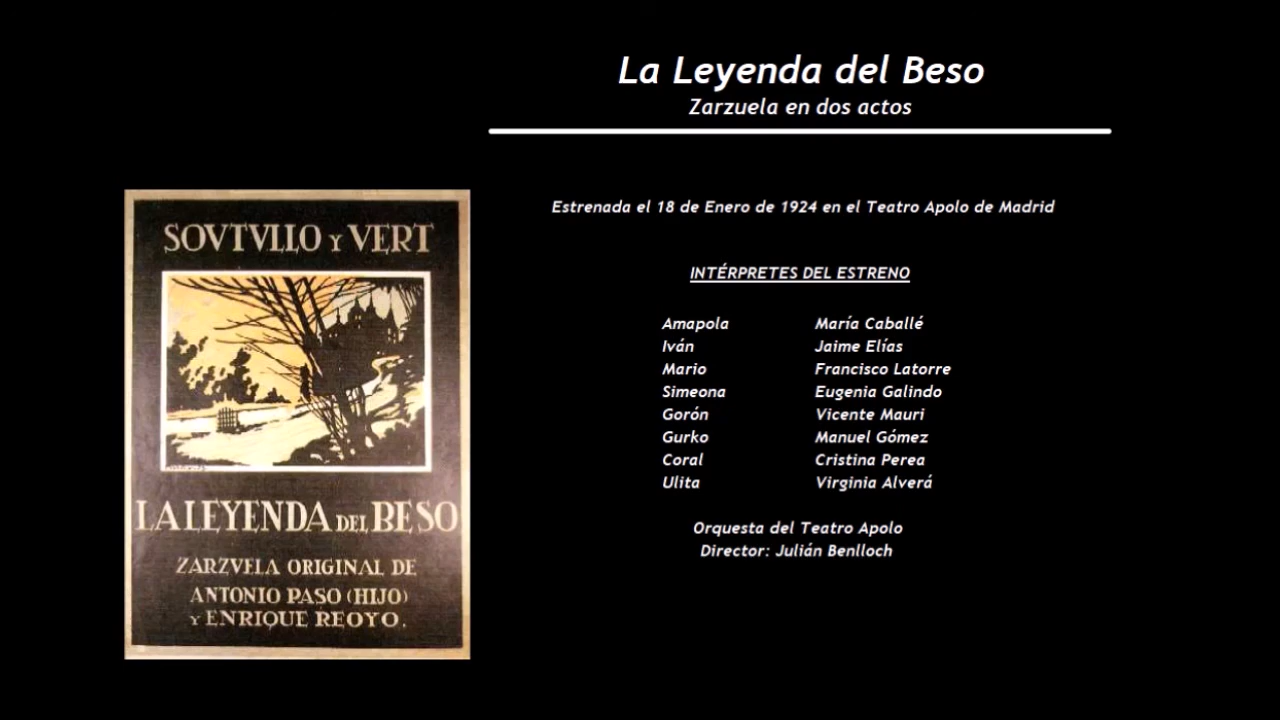 La Leyenda del Beso
Zarzuela en dos actos
Estrenada el 18 de Enero de 1924 en el Teatro Apolo de Madrid
INTÉRPRETES DEL ESTRENO
Amapola María Caballé
Iván Jaime Elías
Mario Francisco Latorre
Simeona Eugenia Galindo
Gorón Vicente Mauri
Gurko Manuel Gómez
Coral Cristina Perea
Ulita Virginia Alverá
Orquesta del Teatro Apolo
Director: Julián Benlloch
SOVTVLLO Y VERT
LA LEYENDA DEL BESO
ZARZVELA ORIGINAL DE
ANTONIO PASO (HIJO)
Y ENRIQUE REOYO.